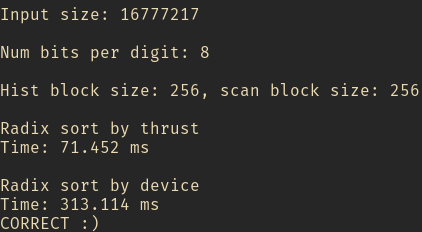 Input size: 16777217
Num bits per digit: 8
Hist block size: 256, scan block size: 256
Radix sort by thrust
Time: 71.452 ms
Radix sort by device
Time: 313.114 ms
CORRECT :)